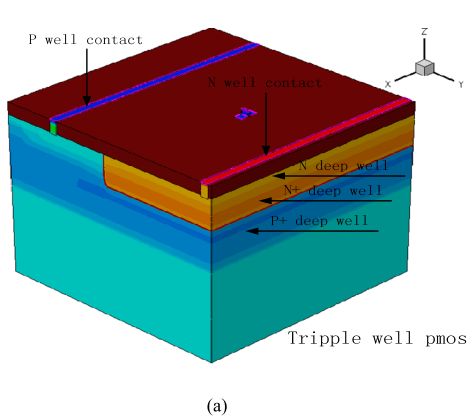 P well contact
Z
X
Y
N well contact
N deep well
N+ deep well
P+ deep well
Tripple well pmos
(a)